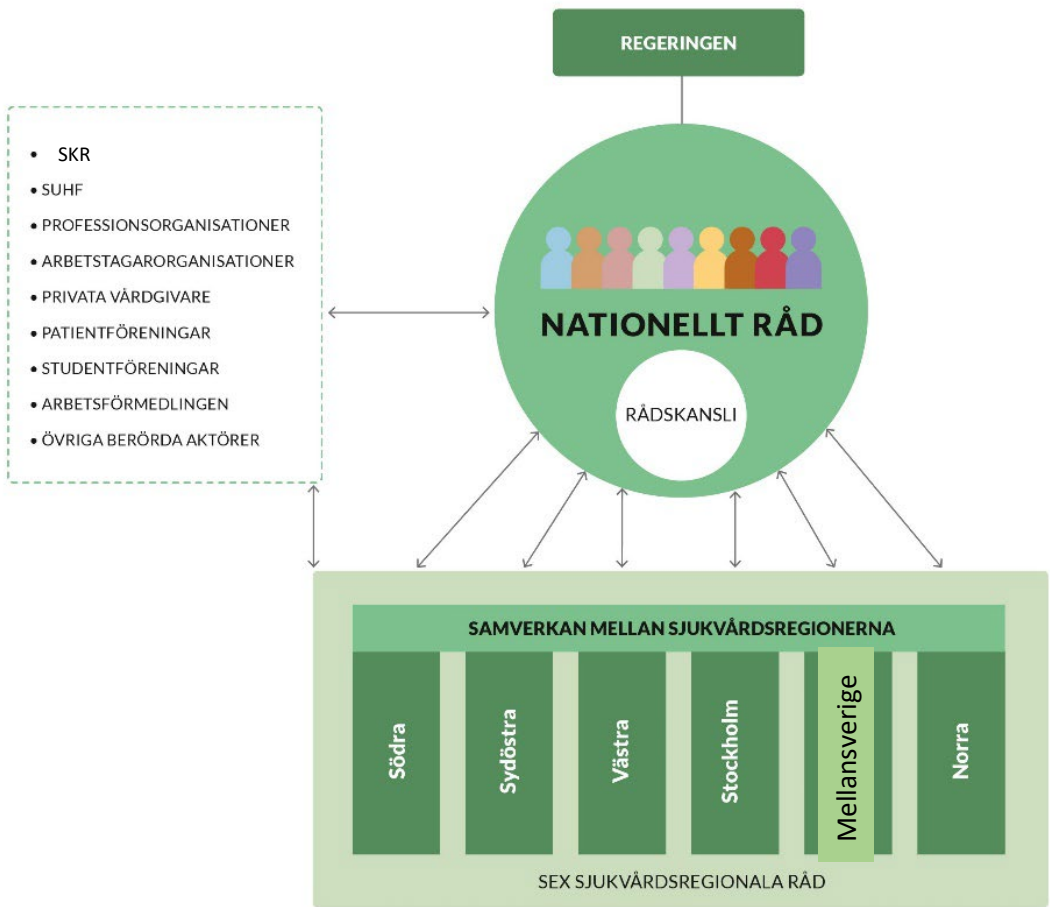 REGERINGEN
• SKR
• SUHF
• PROFESSIONSORGANISATIONER
• ARBETSTAGARORGANISATIONER
• PRIVATA VÅRDGIVARE
• PATIENTFÖRENINGAR
• STUDENTFÖRENINGAR
• ARBETSFÖRMEDLINGEN
• ÖVRIGA BERÖRDA AKTÖRER
NATIONELLT RÅD
RÅDSKANSLI
SAMVERKAN MELLAN SJUKVÅRDSREGIONERNA
Södra
Sydöstra
Västra
Stockholm
Mellansverige
Norra
SEX SJUKVÅRDSREGIONALA RÅD